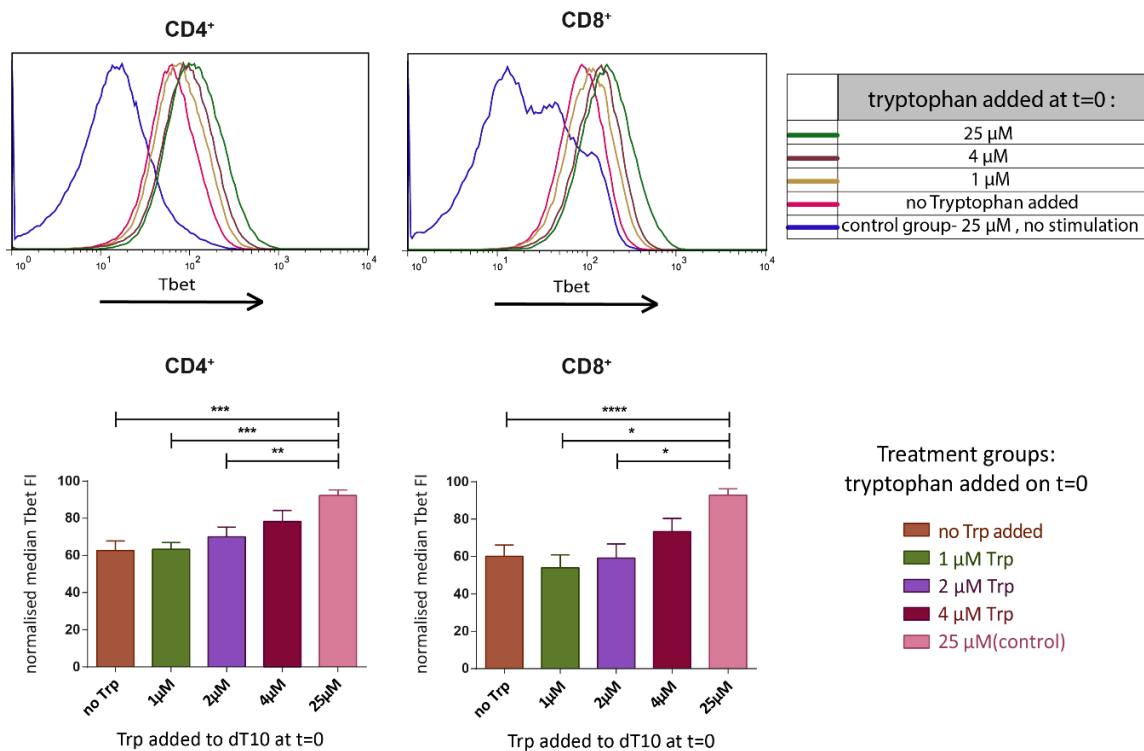 CD4⁺
CD8⁺
10⁰ 10¹ 10² 10³ 10⁴
Tbet
10⁰ 10¹ 10² 10³ 10⁴
Tbet
tryptophan added at t=0 :
25 μM
4 μM
1 μM
no Tryptophan added
control group- 25 μM , no stimulation
CD4⁺
***
***
**
normalised median Tbet FI
100
80
60
40
20
0
no Trp
1μM
2μM
4μM
25μM
Trp added to dT10 at t=0
CD8⁺
****
*
*
normalised median Tbet FI
100
80
60
40
20
0
no Trp
1μM
2μM
4μM
25μM
Trp added to dT10 at t=0
Treatment groups:
tryptophan added on t=0
no Trp added
1 μM Trp
2 μM Trp
4 μM Trp
25 μM(control)